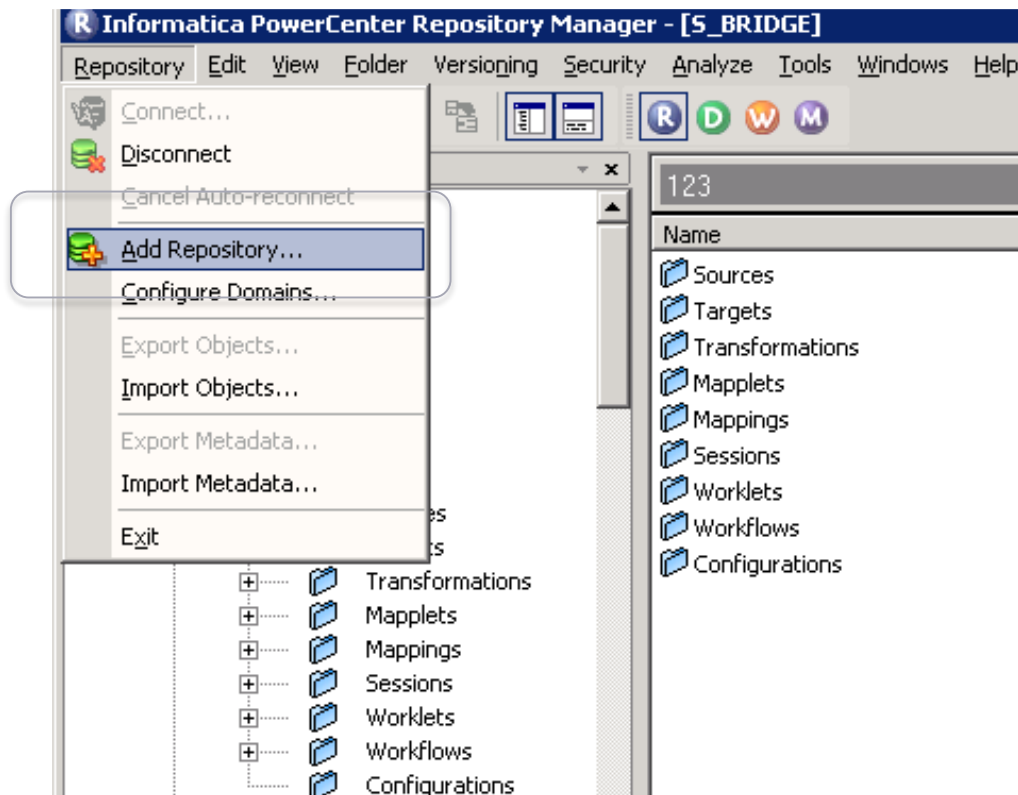 R Informatica PowerCenter Repository Manager - [S_BRIDGE]
Repository Edit View Folder Versioning Security Analyze Tools Windows Help
Connect...
Disconnect
Cancel Auto-reconnect
Add Repository...
Configure Domains...
Export Objects...
Import Objects...
Export Metadata...
Import Metadata...
Exit
R D W M
x
123
Name
Sources
Targets
Transformations
Mapplets
Mappings
Sessions
Worklets
Workflows
Configurations
es
ts
Transformations
Mapplets
Mappings
Sessions
Worklets
Workflows
Configurations